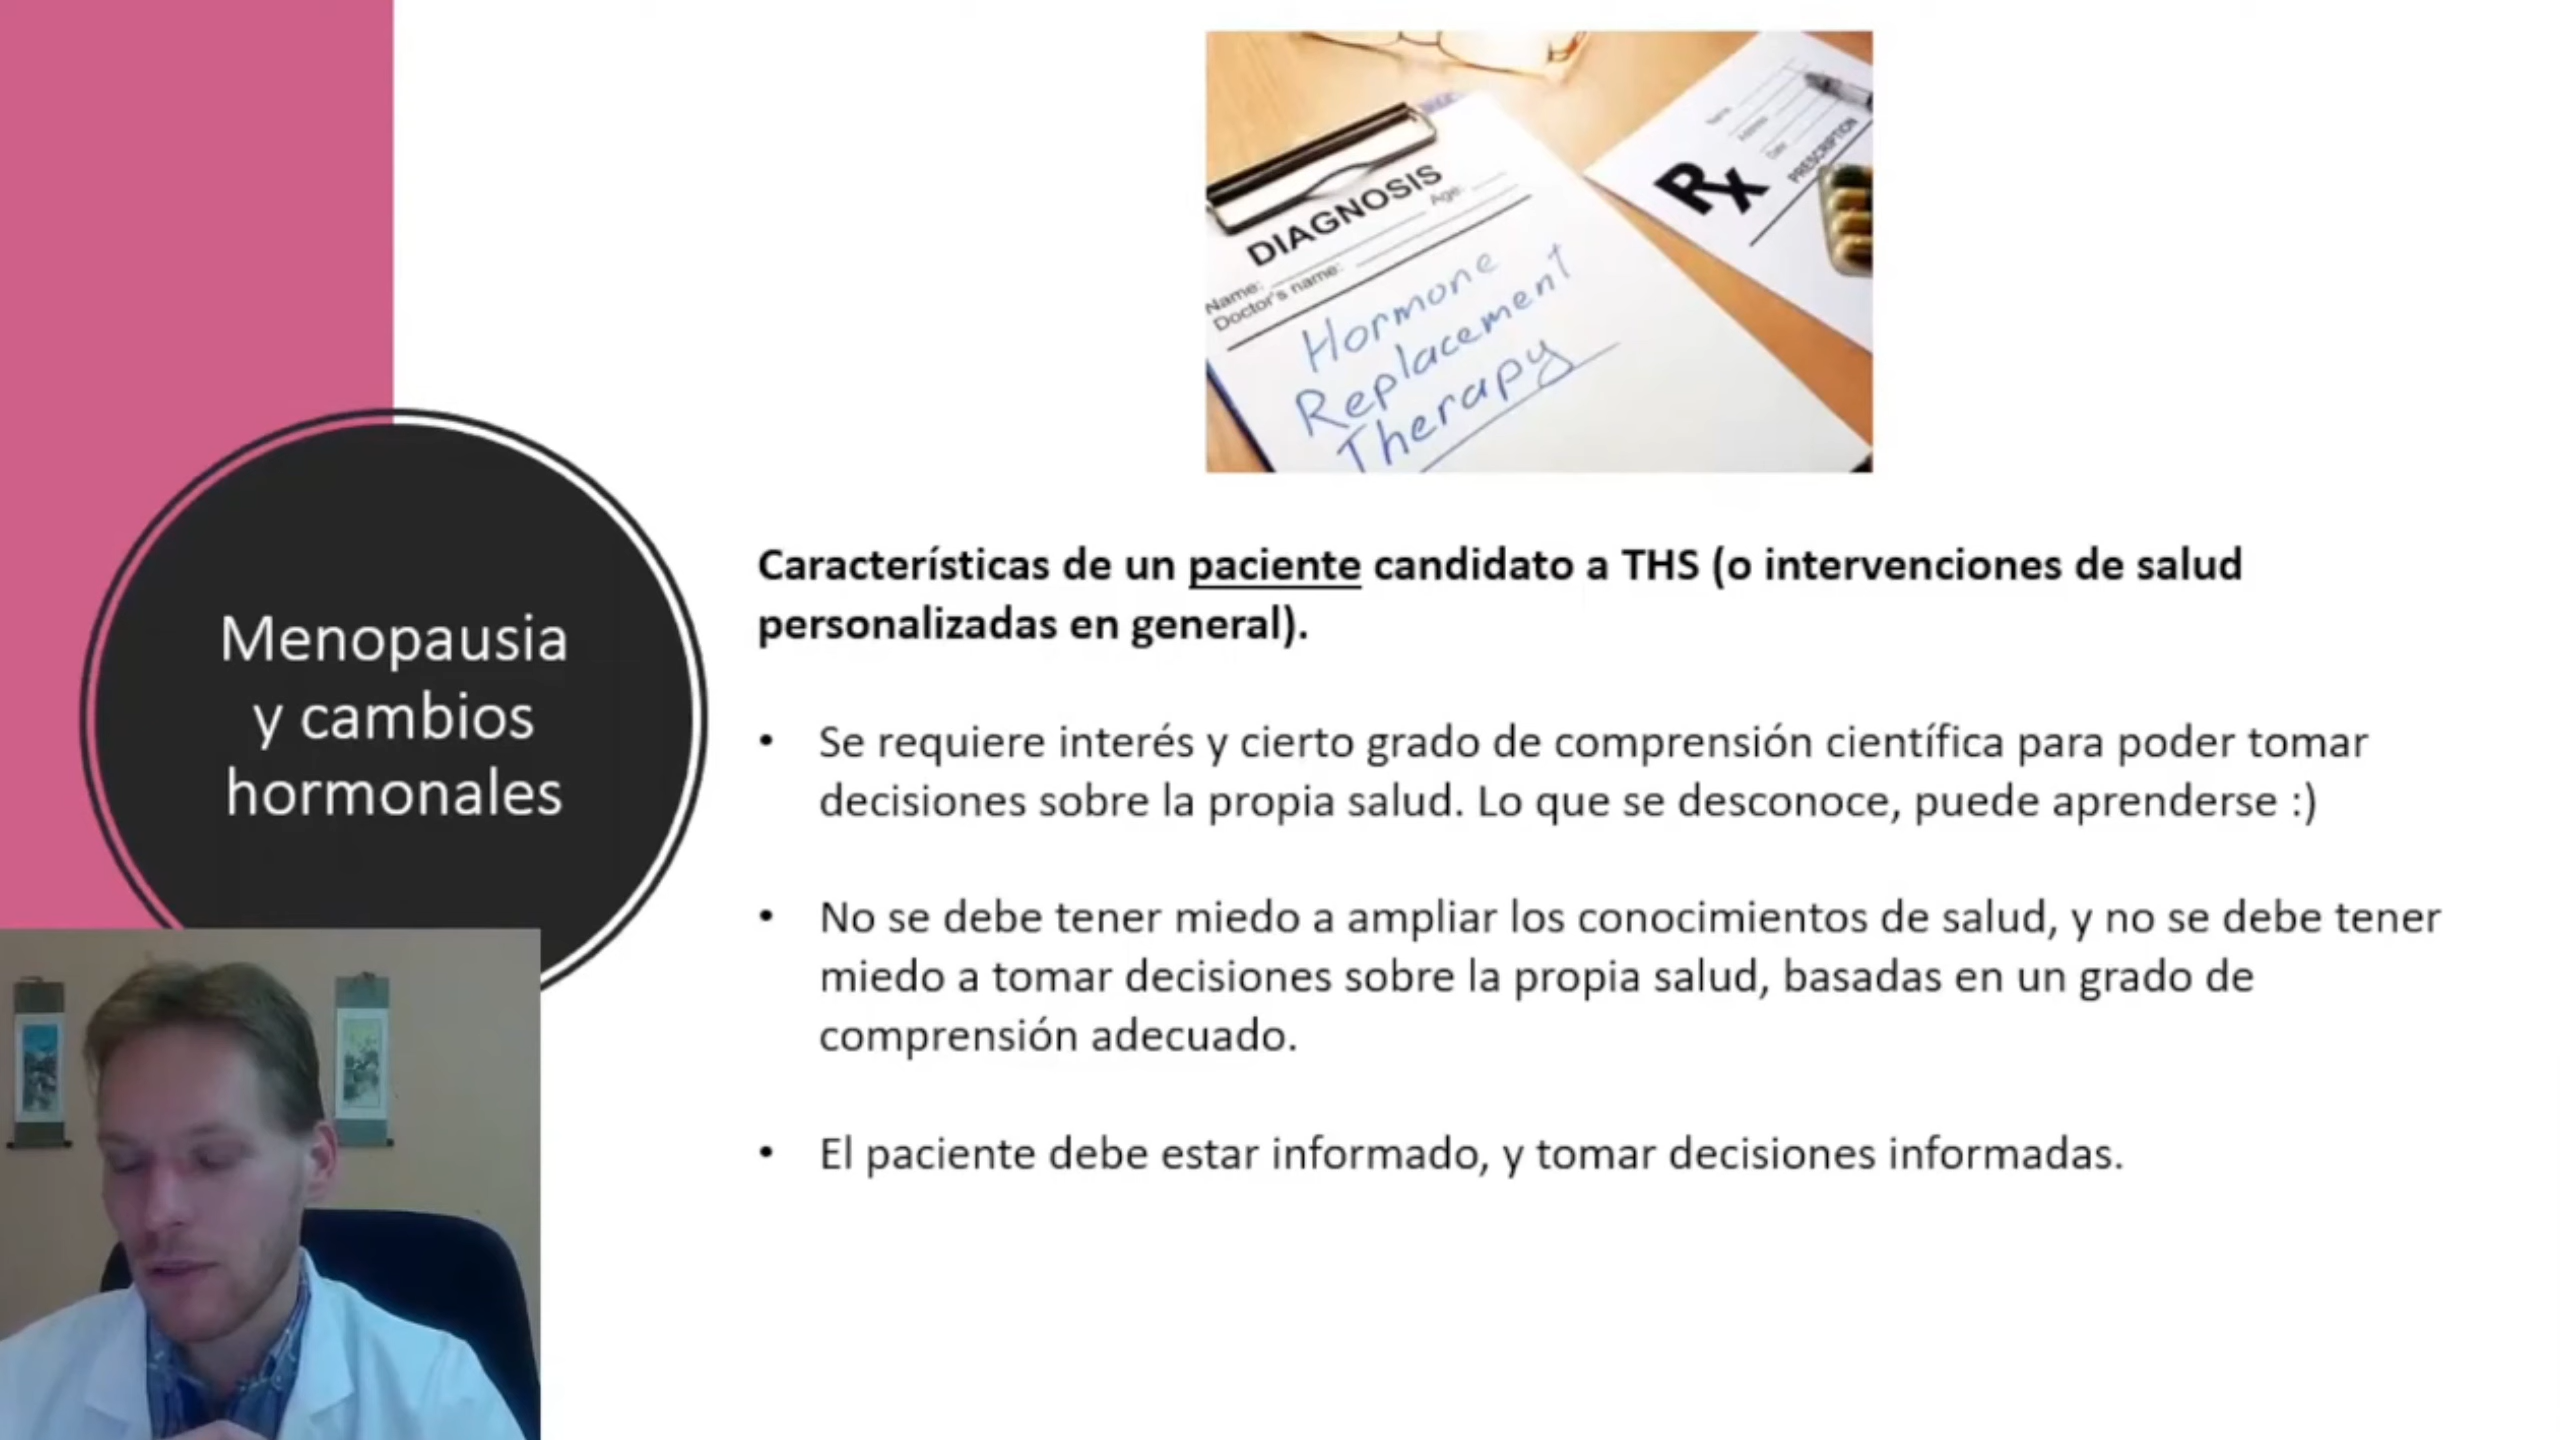 DIAGNOSIS
Name:
Age:
Doctor's name:
Hormone
Replacement
Therapy
Rx
Name:
Address:
Date:
PRESCRIPTION
Menopausia
y cambios
hormonales
Características de un paciente candidato a THS (o intervenciones de salud
personalizadas en general).
• Se requiere interés y cierto grado de comprensión científica para poder tomar
decisiones sobre la propia salud. Lo que se desconoce, puede aprenderse :)
• No se debe tener miedo a ampliar los conocimientos de salud, y no se debe tener
miedo a tomar decisiones sobre la propia salud, basadas en un grado de
comprensión adecuado.
• El paciente debe estar informado, y tomar decisiones informadas.